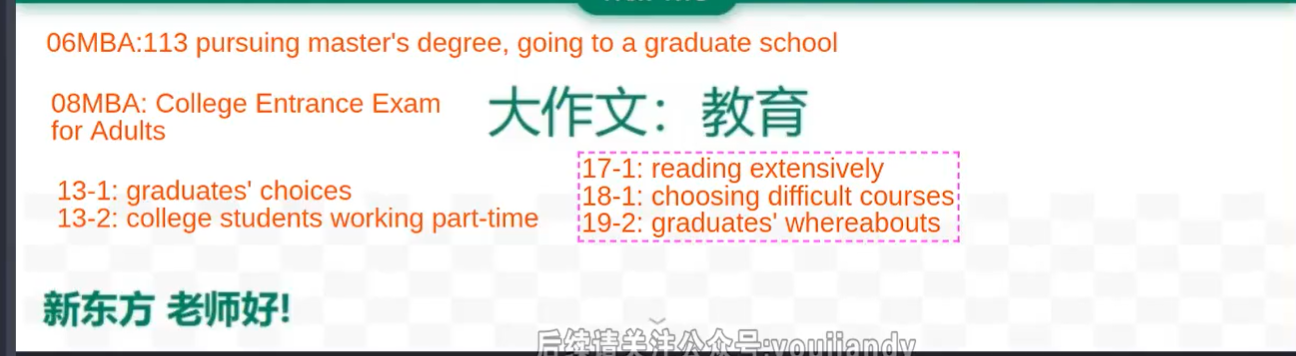 06MBA:113 pursuing master's degree, going to a graduate school
08MBA: College Entrance Exam
for Adults
大作文：教育
13-1: graduates' choices
13-2: college students working part-time
17-1: reading extensively
18-1: choosing difficult courses
19-2: graduates' whereabouts
新东方 老师好!
后续请关注公众号:youjiandy